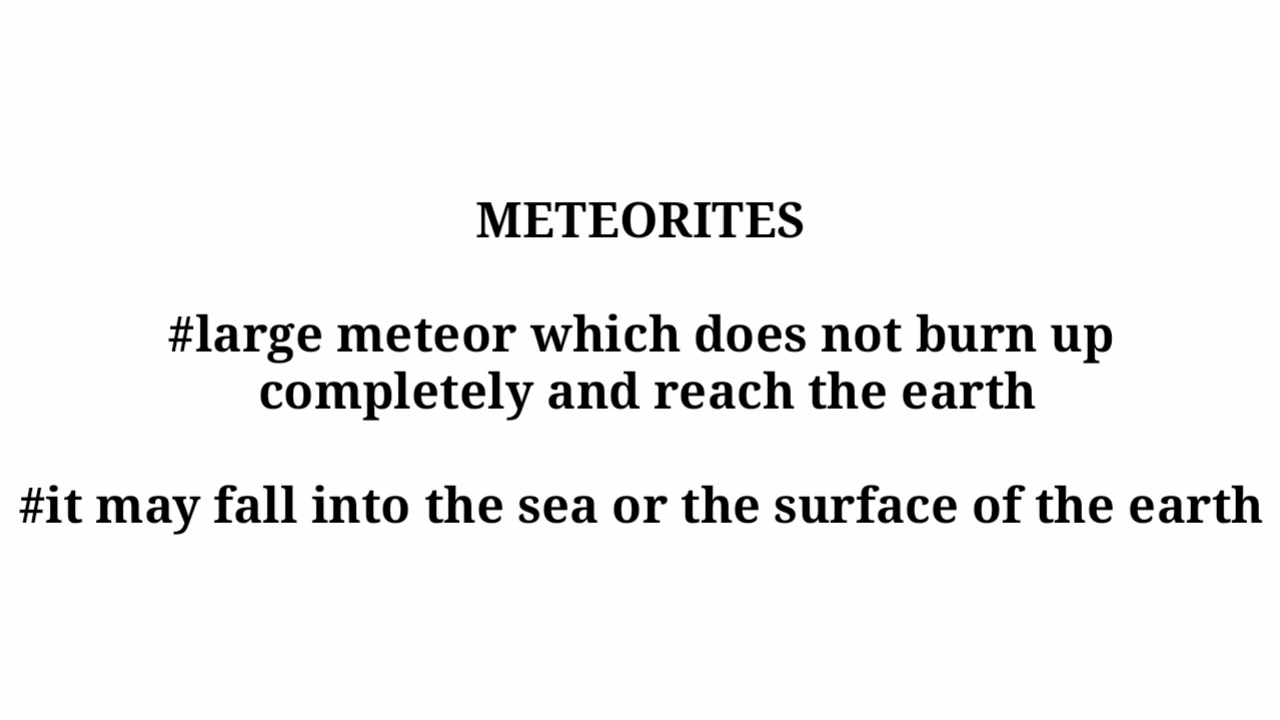 METEORITES
#large meteor which does not burn up
completely and reach the earth
#it may fall into the sea or the surface of the earth